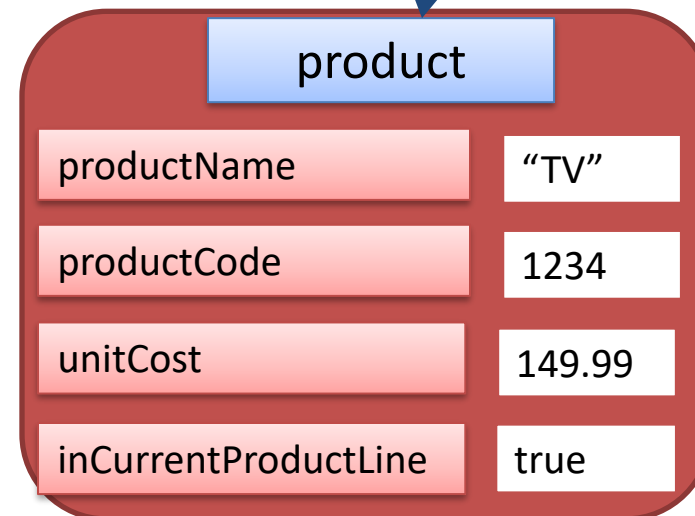 product
productName “TV”
productCode 1234
unitCost 149.99
inCurrentProductLine true